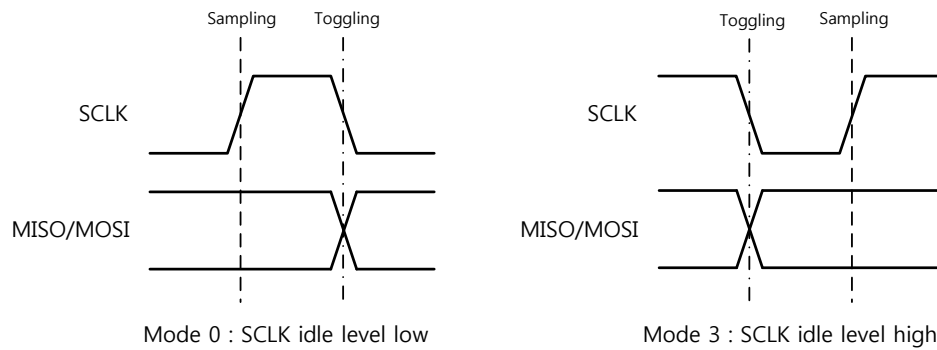 Sampling Toggling
SCLK
MISO/MOSI
Mode 0 : SCLK idle level low
Toggling Sampling
SCLK
MISO/MOSI
Mode 3 : SCLK idle level high